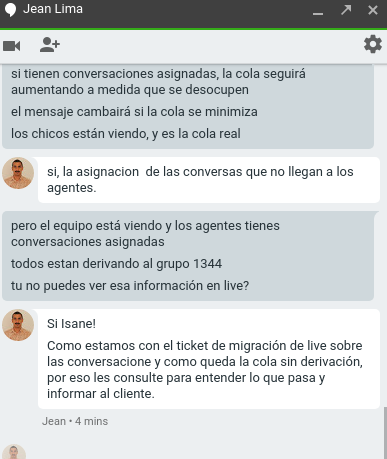 Jean Lima
si tienen conversaciones asignadas, la cola seguirá
aumentando a medida que se desocupen
el mensaje cambairá si la cola se minimiza
los chicos están viendo, y es la cola real
si, la asignacion  de las conversas que no llegan a los
agentes.
pero el equipo está viendo y los agentes tienes
conversaciones asignadas
todos estan derivando al grupo 1344
tu no puedes ver esa información en live?
Si Isane!
Como estamos con el ticket de migración de live sobre
las conversacione y como queda la cola sin derivación,
por eso les consulte para entender lo que pasa y
informar al cliente.
Jean • 4 mins